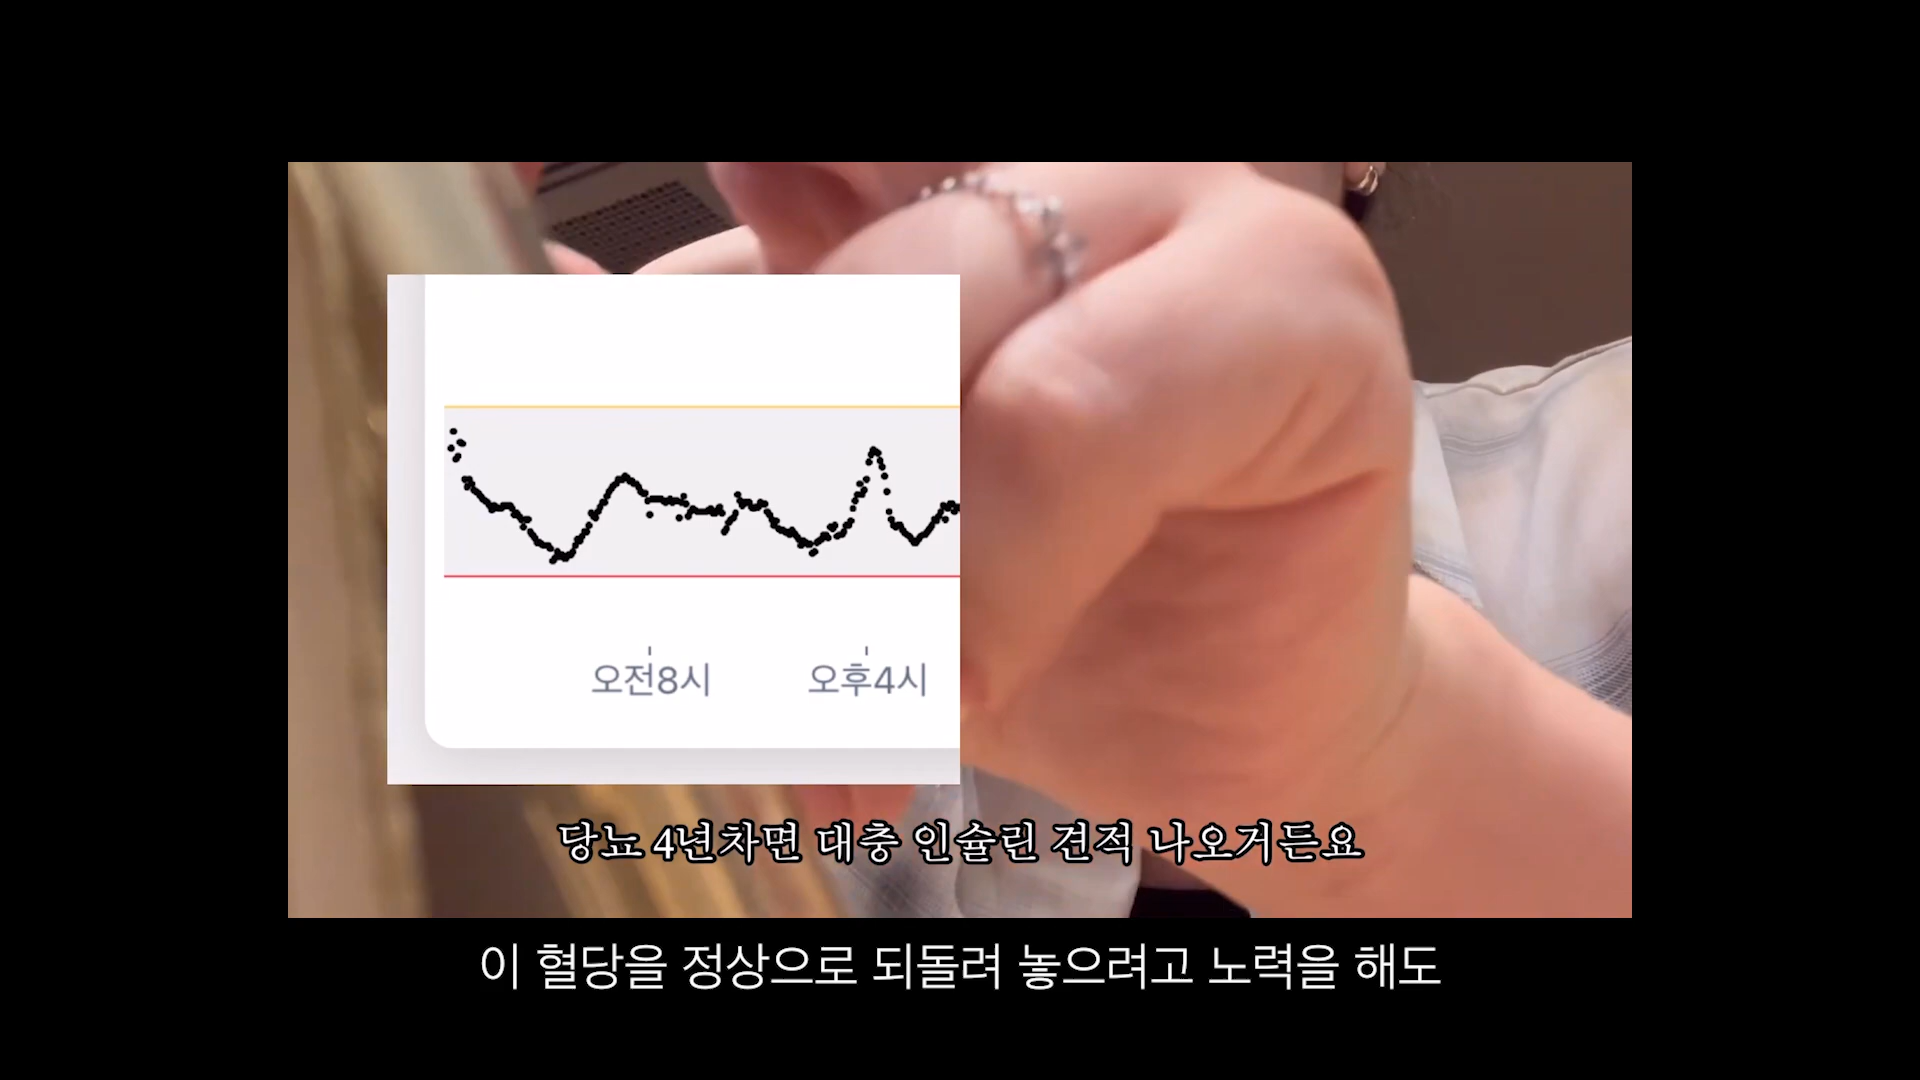 오전8시 오후4시
당뇨 4년차면 대충 인슐린 견적 나오거든요
이 혈당을 정상으로 되돌려 놓으려고 노력을 해도